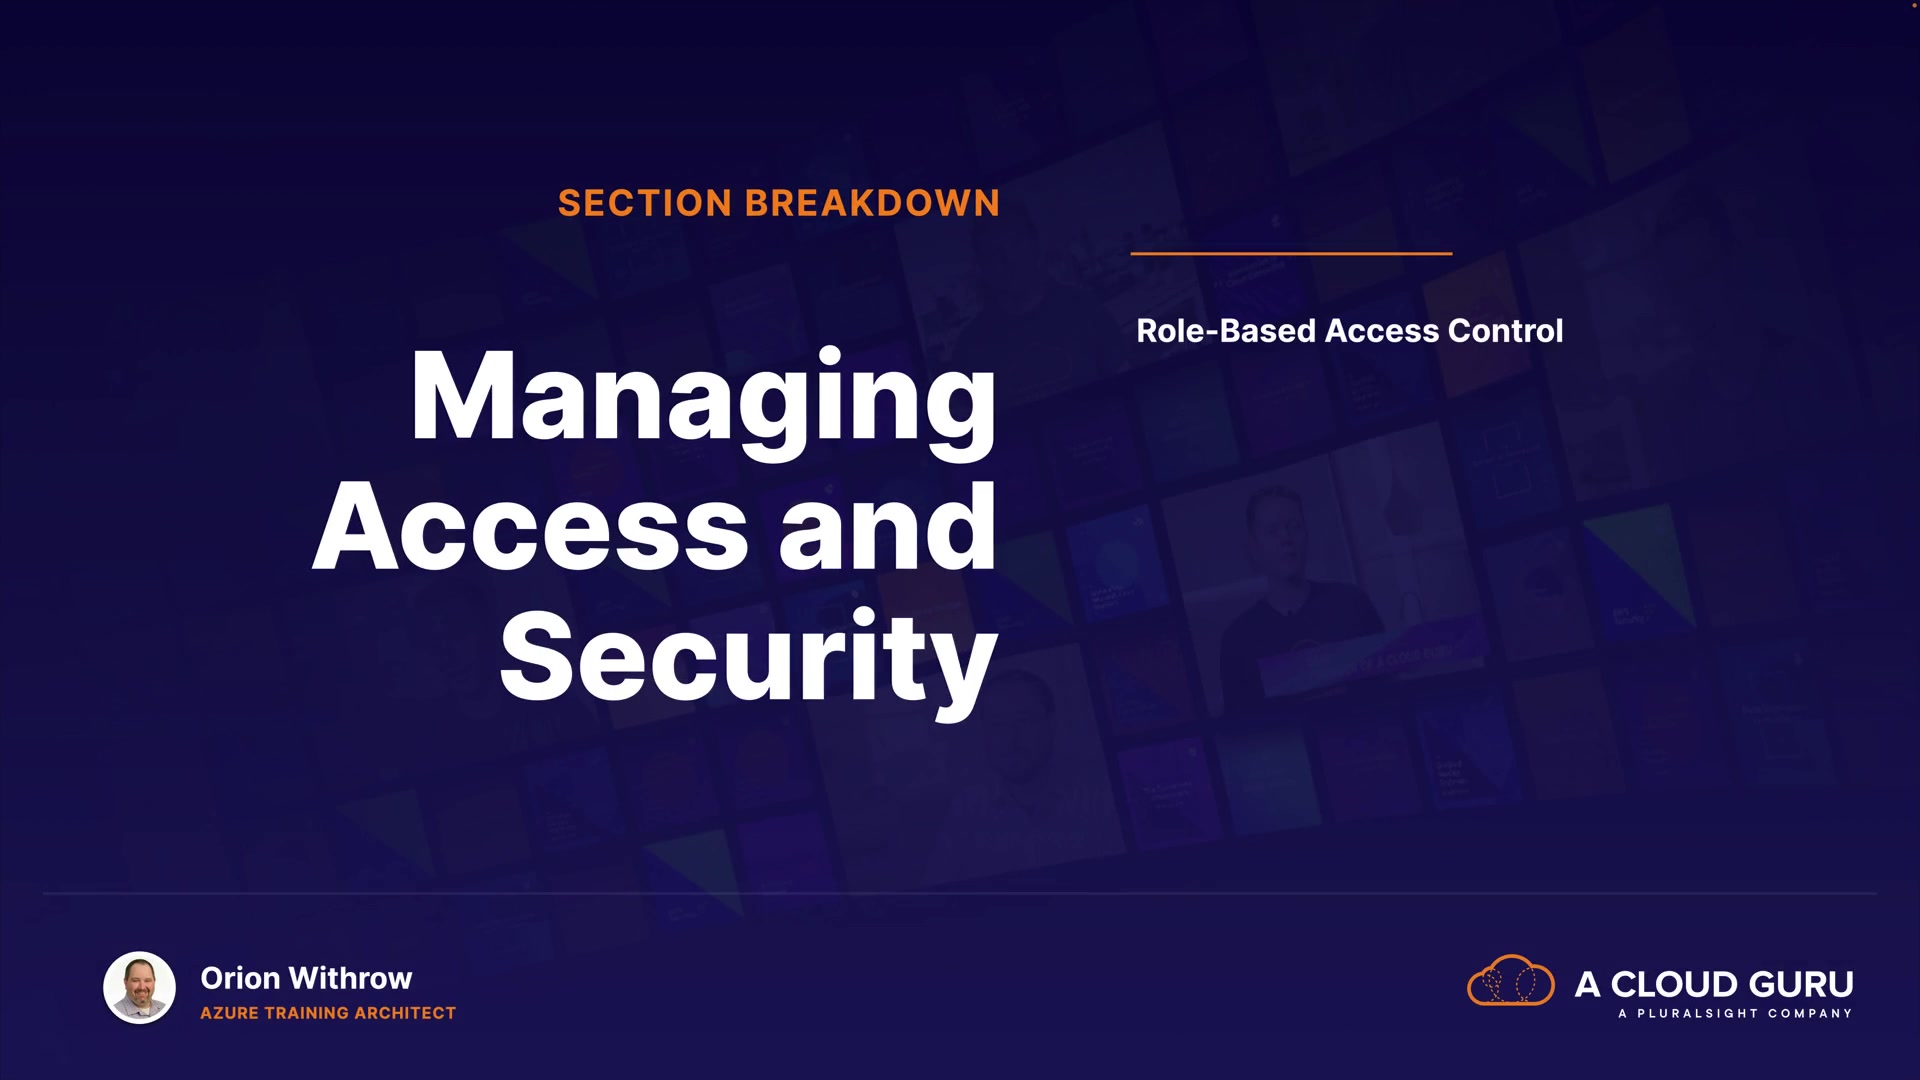 SECTION BREAKDOWN
Managing
Access and
Security
Role-Based Access Control
Orion Withrow
AZURE TRAINING ARCHITECT
A CLOUD GURU
A PLURALSIGHT COMPANY